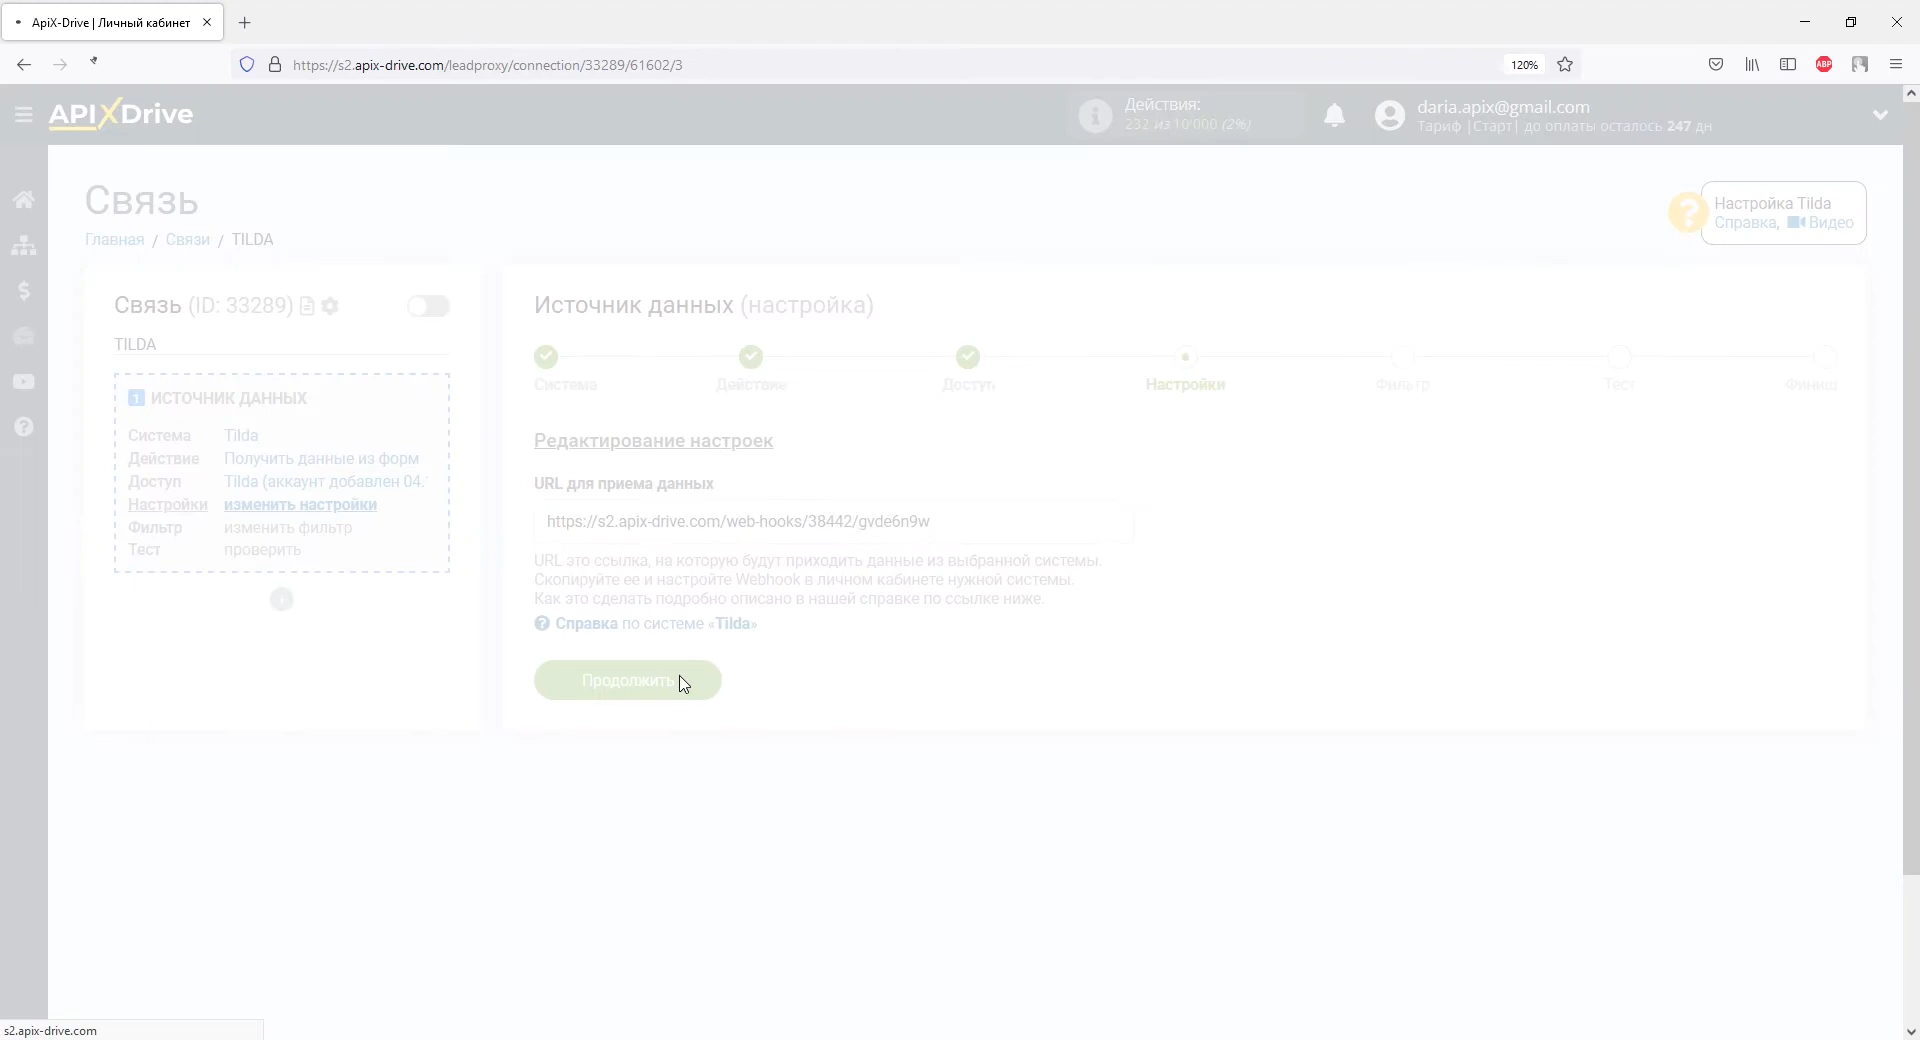 ApiX-Drive | Личный кабинет
https://s2.apix-drive.com/leadproxy/connection/33289/61602/3
120%
ABP
APIXDrive
Действия:
232 из 10'000 (2%)
daria.apix@gmail.com
Тариф |Старт| до оплаты осталось 247 дн
Связь
Главная / Связи / TILDA
Настройка Tilda
Справка, Видео
Связь (ID: 33289)
TILDA
1 ИСТОЧНИК ДАННЫХ
Система Tilda
Действие Получить данные из форм
Доступ Tilda (аккаунт добавлен 04.
Настройки изменить настройки
Фильтр изменить фильтр
Тест проверить
Источник данных (настройка)
Система Действие Доступ Настройки Фильтр Тест Финиш
Редактирование настроек
URL для приема данных
https://s2.apix-drive.com/web-hooks/38442/gvde6n9w
URL это ссылка, на которую будут приходить данные из выбранной системы.
Скопируйте ее и настройте Webhook в личном кабинете нужной системы.
Как это сделать подробно описано в нашей справке по ссылке ниже.
Справка по системе «Tilda»
Продолжить
s2.apix-drive.com